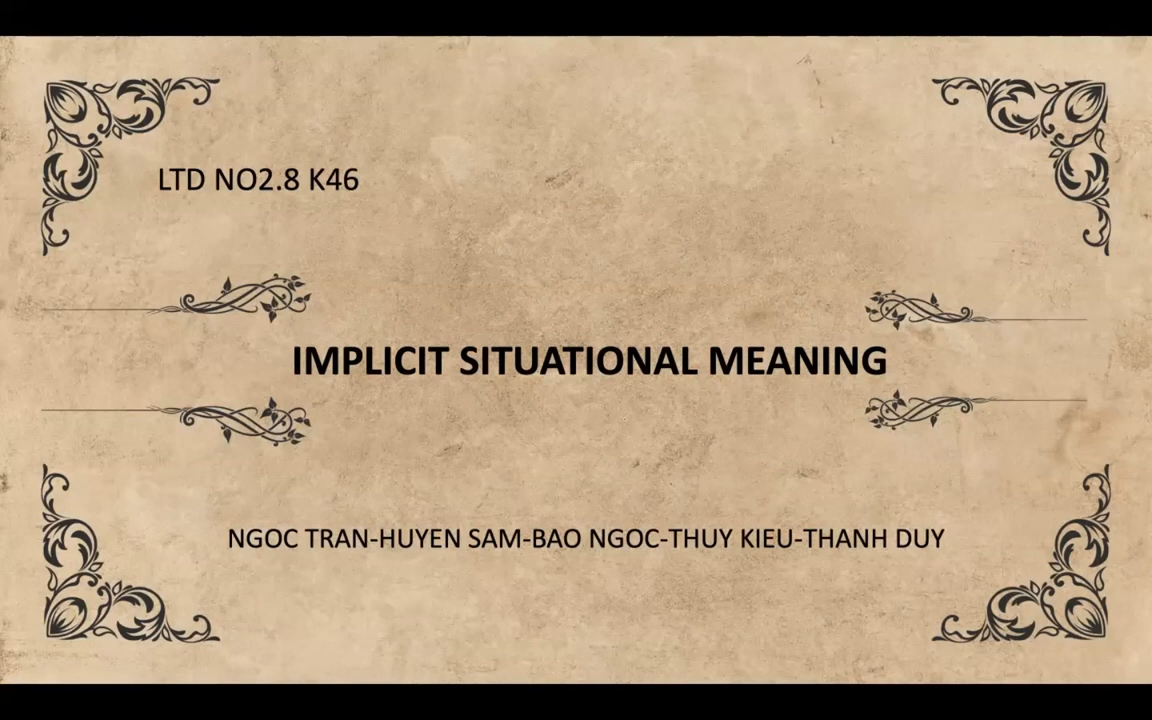 LTD NO2.8 K46
IMPLICIT SITUATIONAL MEANING
NGOC TRAN-HUYEN SAM-BAO NGOC-THUY KIEU-THANH DUY